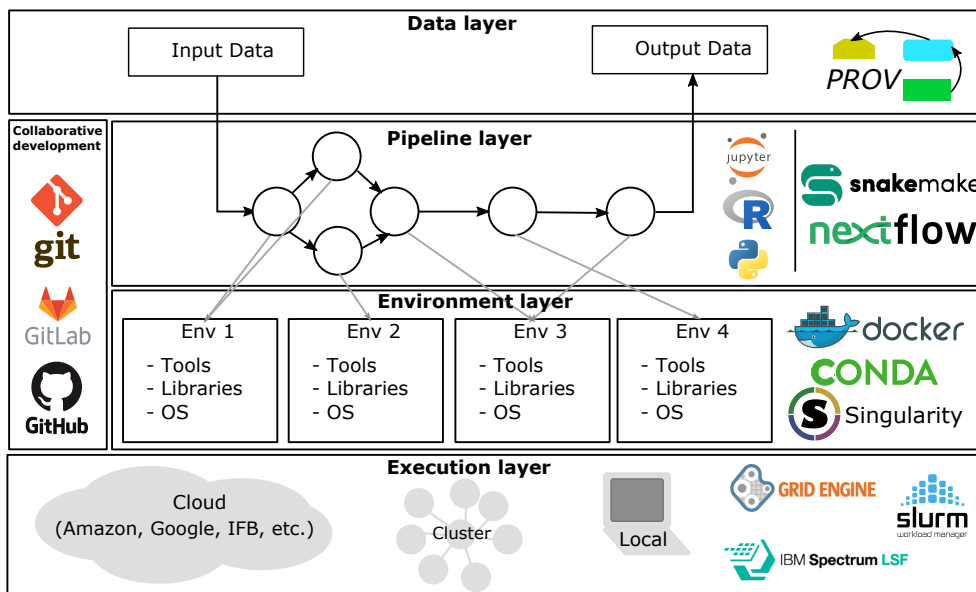 Data layer
Input Data
Output Data
PROV
Collaborative
development
git
GitLab
GitHub
Pipeline layer
jupyter
R
snakemake
nextflow
Environment layer
Env 1
- Tools
- Libraries
- OS
Env 2
- Tools
- Libraries
- OS
Env 3
- Tools
- Libraries
- OS
Env 4
- Tools
- Libraries
- OS
docker
CONDA
S
Singularity
Execution layer
Cloud
(Amazon, Google, IFB, etc.)
Cluster
Local
GRID ENGINE
slurm
workload manager
IBM Spectrum LSF